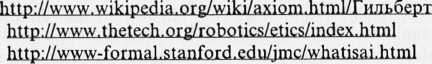 http://www.wikipedia.org/wiki/axiom.html/Гильберт
http://www.thetech.org/robotics/etics/index.html
http://www-formal.stanford.edu/jmc/whatisai.html